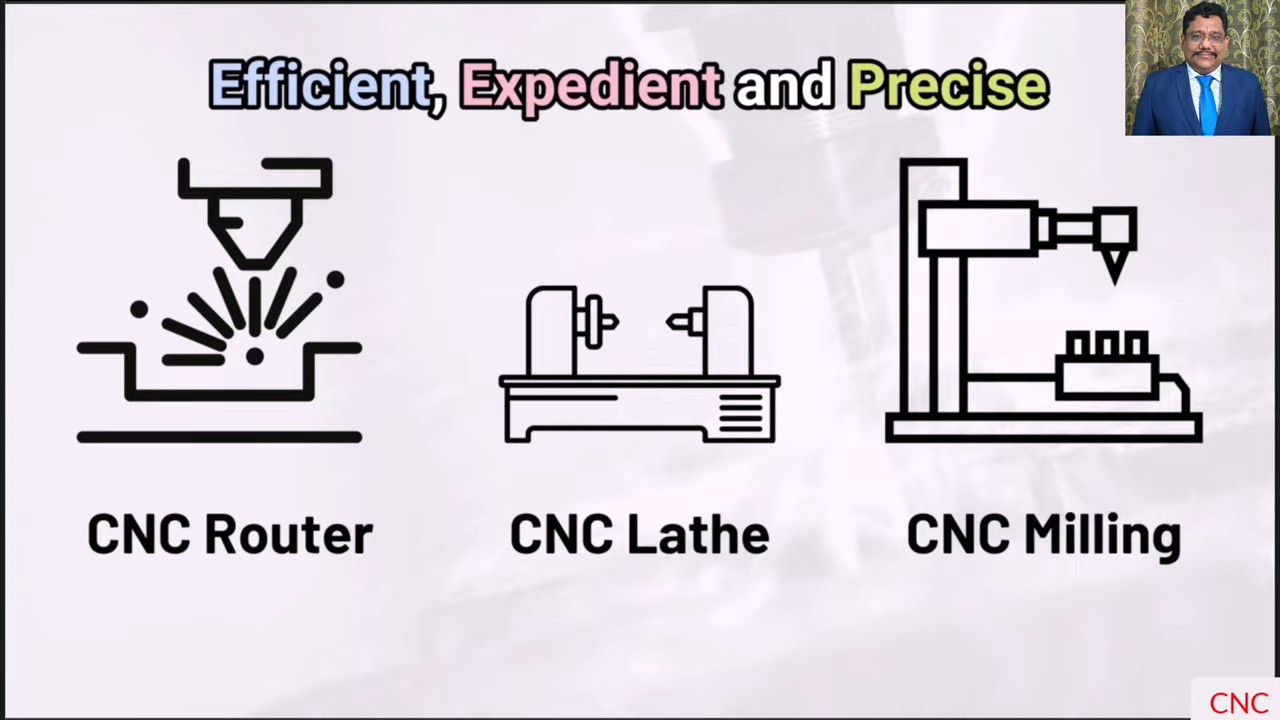 Efficient, Expedient and Precise
CNC Router
CNC Lathe
CNC Milling
CNC